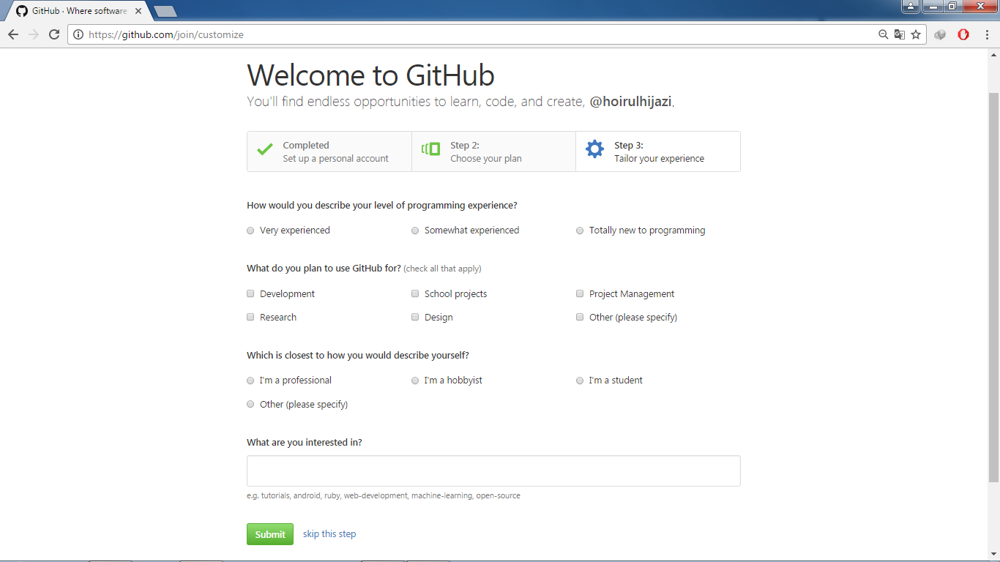 GitHub · Where software
https://github.com/join/customize
Welcome to GitHub
You'll find endless opportunities to learn, code, and create, @hoirulhijazi.
Completed
Set up a personal account
Step 2:
Choose your plan
Step 3:
Tailor your experience
How would you describe your level of programming experience?
Very experienced
Somewhat experienced
Totally new to programming
What do you plan to use GitHub for? (check all that apply)
Development
School projects
Project Management
Research
Design
Other (please specify)
Which is closest to how you would describe yourself?
I'm a professional
I'm a hobbyist
I'm a student
Other (please specify)
What are you interested in?
e.g. tutorials, android, ruby, web-development, machine-learning, open-source
Submit
skip this step